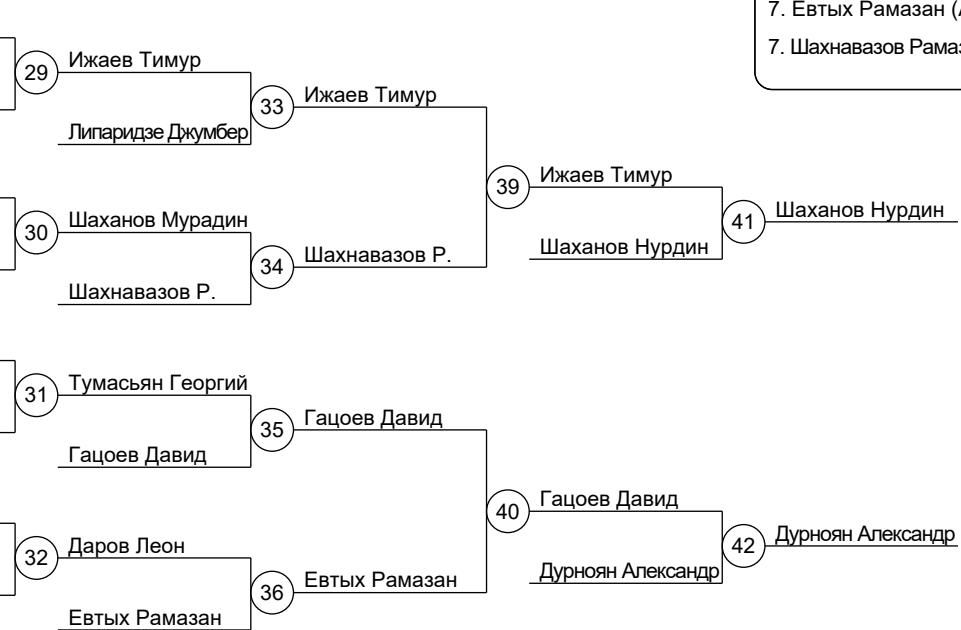 7. Евтых Рамазан
7. Шахнавазов
29 Ижаев Тимур
33 Ижаев Тимур
Липаридзе Джумбер
39 Ижаев Тимур
30 Шаханов Мурадин
41 Шаханов Нурдин
34 Шахнавазов Р.
Шаханов Нурдин
Шахнавазов Р.
31 Тумасьян Георгий
35 Гацоев Давид
Гацоев Давид
40 Гацоев Давид
32 Даров Леон
42 Дурноян Александр
36 Евтых Рамазан
Дурноян Александр
Евтых Рамазан